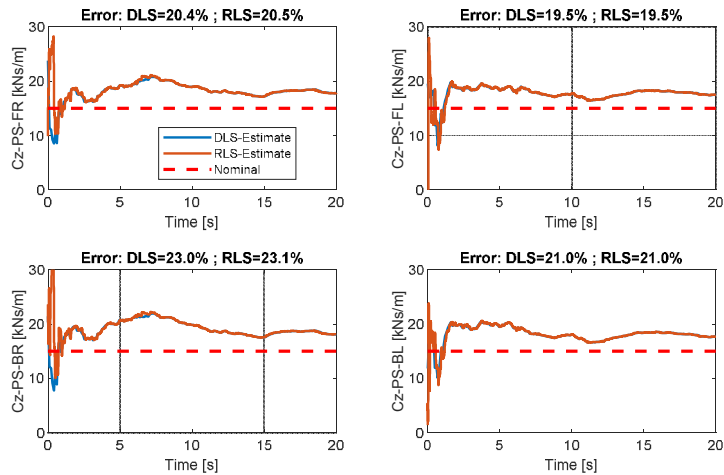 Error: DLS=20.4% ; RLS=20.5%
30
20
10
0
Cz-PS-FR [kNs/m]
DLS-Estimate
RLS-Estimate
Nominal
0 5 10 15 20
Time [s]
Error: DLS=19.5% ; RLS=19.5%
30
20
10
0
Cz-PS-FL [kNs/m]
0 5 10 15 20
Time [s]
Error: DLS=23.0% ; RLS=23.1%
30
20
10
0
Cz-PS-BR [kNs/m]
0 5 10 15 20
Time [s]
Error: DLS=21.0% ; RLS=21.0%
30
20
10
0
Cz-PS-BL [kNs/m]
0 5 10 15 20
Time [s]